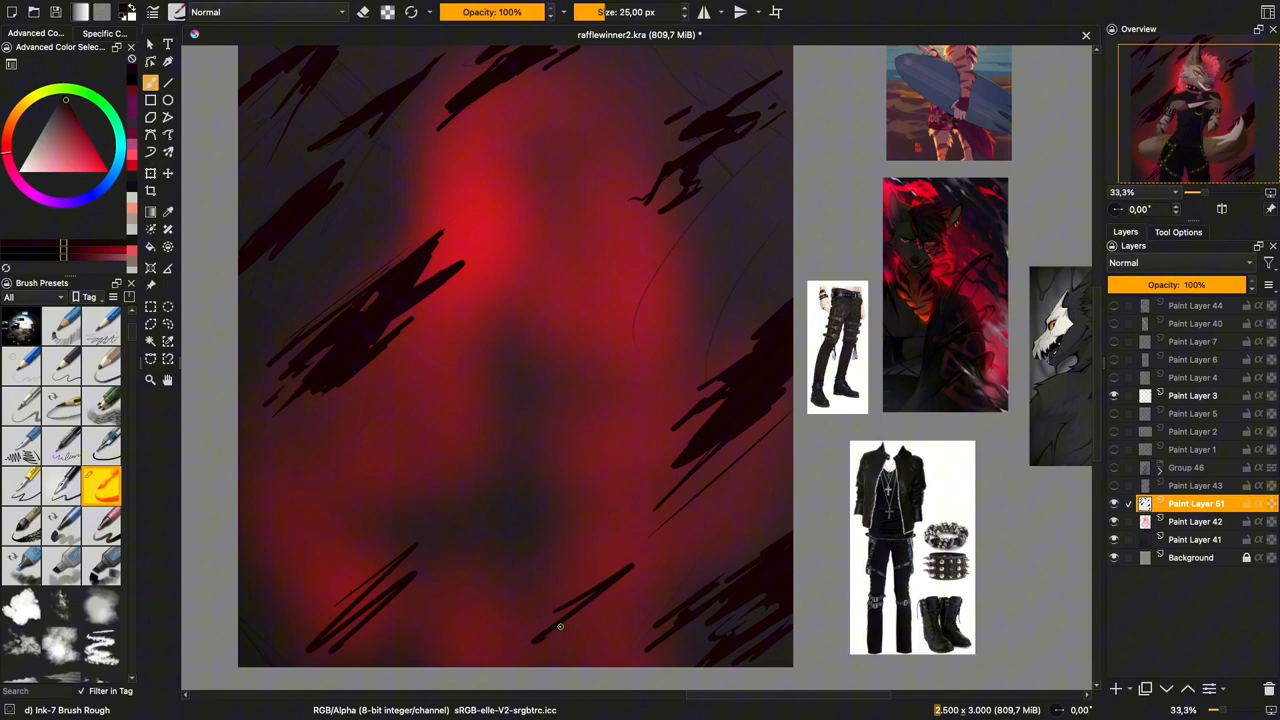 Normal
Opacity: 100%
Size: 25,00 px
Advanced Co...
Specific C...
rafflewinner2.kra (809,7 MiB) *
Overview
Advanced Color Selec...
33,3%
0,00°
Layers
Tool Options
Layers
Normal
Opacity: 100%
Brush Presets
All
Tag
Paint Layer 44
Paint Layer 40
Paint Layer 7
Paint Layer 6
Paint Layer 4
Paint Layer 3
Paint Layer 5
Paint Layer 2
Paint Layer 1
Group 46
Paint Layer 43
Paint Layer 51
Paint Layer 42
Paint Layer 41
Background
Search
Filter in Tag
d) Ink-7 Brush Rough
RGB/Alpha (8-bit integer/channel) sRGB-elle-V2-srgbtrc.icc
2.500 x 3.000 (809,7 MiB)
0,00°
33,3%